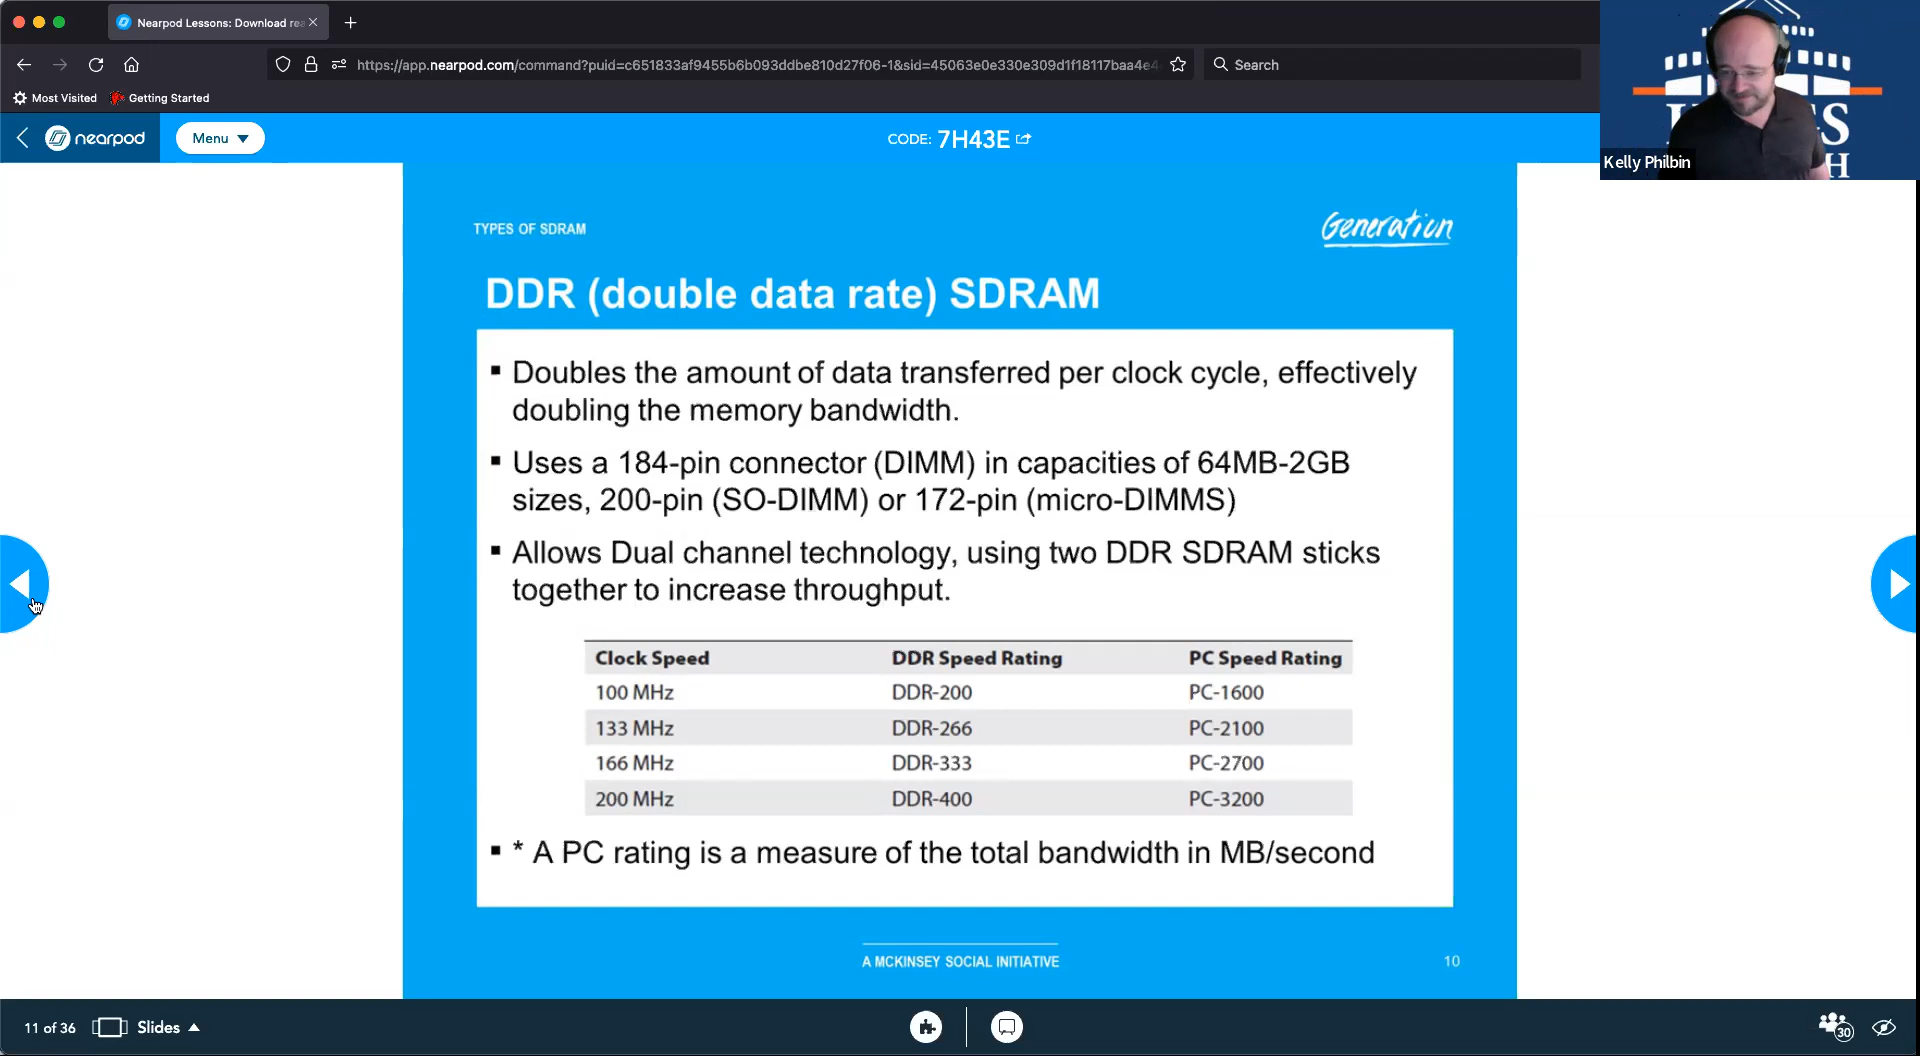 Nearpod Lessons: Download rea
https://app.nearpod.com/command?puid=c651833af9455b6b093ddbe810d27f06-1&sid=45063e0e330e309d1f18117baa4e4
Search
Most Visited
Getting Started
nearpod
Menu
CODE: 7H43E
Kelly Philbin
TYPES OF SDRAM
Generation
DDR (double data rate) SDRAM
▪ Doubles the amount of data transferred per clock cycle, effectively
doubling the memory bandwidth.
▪ Uses a 184-pin connector (DIMM) in capacities of 64MB-2GB
sizes, 200-pin (SO-DIMM) or 172-pin (micro-DIMMS)
▪ Allows Dual channel technology, using two DDR SDRAM sticks
together to increase throughput.
Clock Speed DDR Speed Rating PC Speed Rating
100 MHz DDR-200 PC-1600
133 MHz DDR-266 PC-2100
166 MHz DDR-333 PC-2700
200 MHz DDR-400 PC-3200
▪ * A PC rating is a measure of the total bandwidth in MB/second
A MCKINSEY SOCIAL INITIATIVE
10
11 of 36
Slides
30